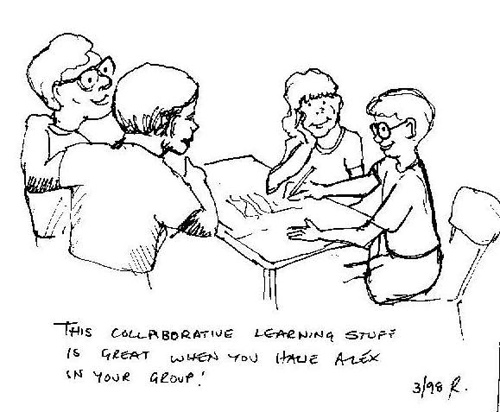 THIS COLLABORATIVE LEARNING STUFF
IS GREAT WHEN YOU HAVE ALEX
IN YOUR GROUP!
3/98 R.